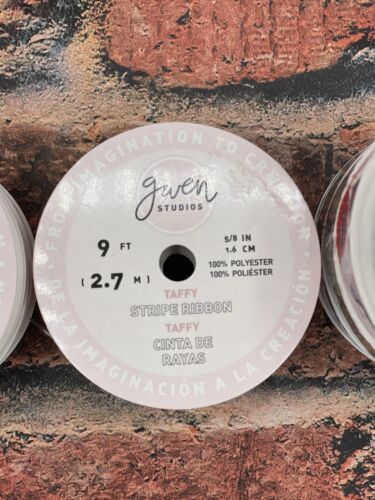 FROM IMAGINATION TO CREATION
gwen
STUDIOS
9 FT
( 2.7 M )
5/8 IN
1.6 CM
100% POLYESTER
100% POLIÉSTER
TAFFY
STRIPE RIBBON
TAFFY
CINTA DE
RAYAS
DE LA IMAGINACIÓN A LA CREACIÓN